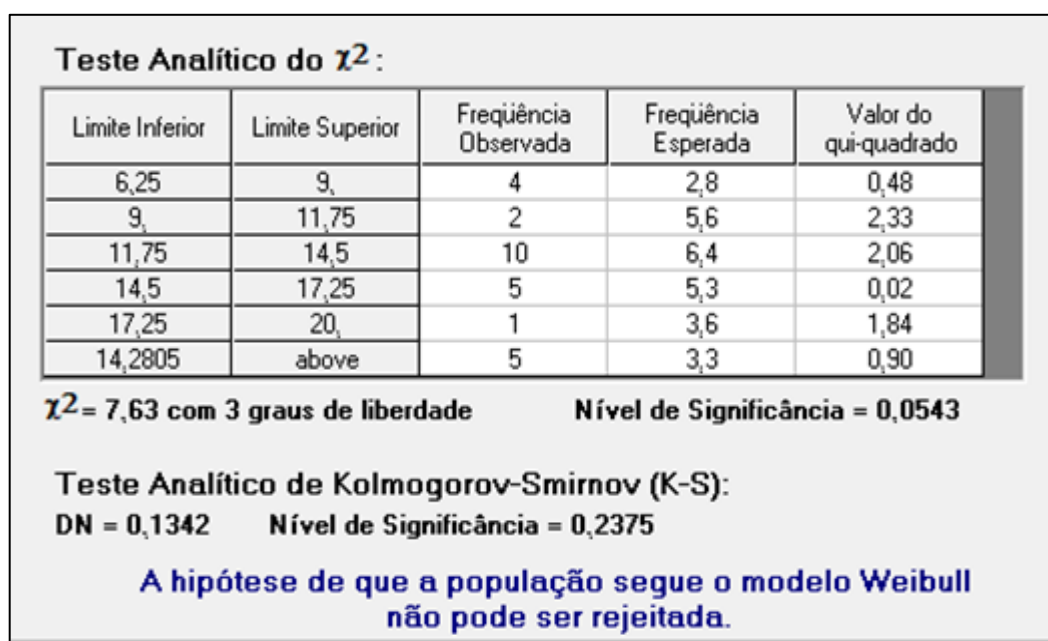 Teste Analítico do χ2 :
Limite Inferior Limite Superior Freqüência Observada Freqüência Esperada Valor do qui-quadrado
6,25 9, 4 2,8 0,48
9, 11,75 2 5,6 2,33
11,75 14,5 10 6,4 2,06
14,5 17,25 5 5,3 0,02
17,25 20, 1 3,6 1,84
14,2805 above 5 3,3 0,90
χ2 = 7,63 com 3 graus de liberdade Nível de Significância = 0,0543
Teste Analítico de Kolmogorov-Smirnov (K-S):
DN = 0,1342 Nível de Significância = 0,2375
A hipótese de que a população segue o modelo Weibull
não pode ser rejeitada.